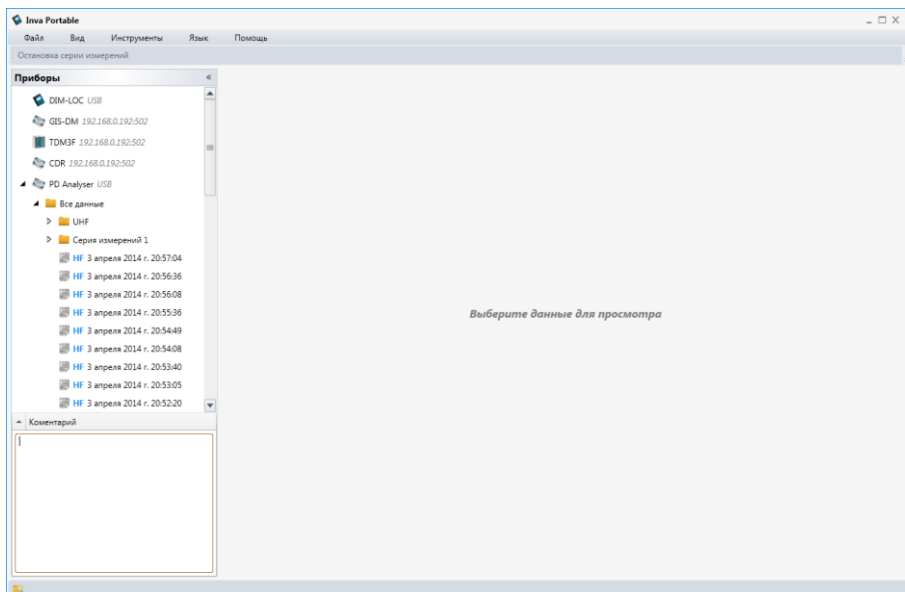 Inva Portable
Файл Вид Инструменты Язык Помощь
Остановка серии измерений
Приборы «
DIM-LOC USB
GIS-DM 192.168.0.192:502
TDM3F 192.168.0.192:502
CDR 192.168.0.192:502
PD Analyser USB
Все данные
UHF
Серия измерений 1
HF 3 апреля 2014 г. 20:57:04
HF 3 апреля 2014 г. 20:56:36
HF 3 апреля 2014 г. 20:56:08
HF 3 апреля 2014 г. 20:55:36
HF 3 апреля 2014 г. 20:54:49
HF 3 апреля 2014 г. 20:54:08
HF 3 апреля 2014 г. 20:53:40
HF 3 апреля 2014 г. 20:53:05
HF 3 апреля 2014 г. 20:52:20
Коментарий
Выберите данные для просмотра